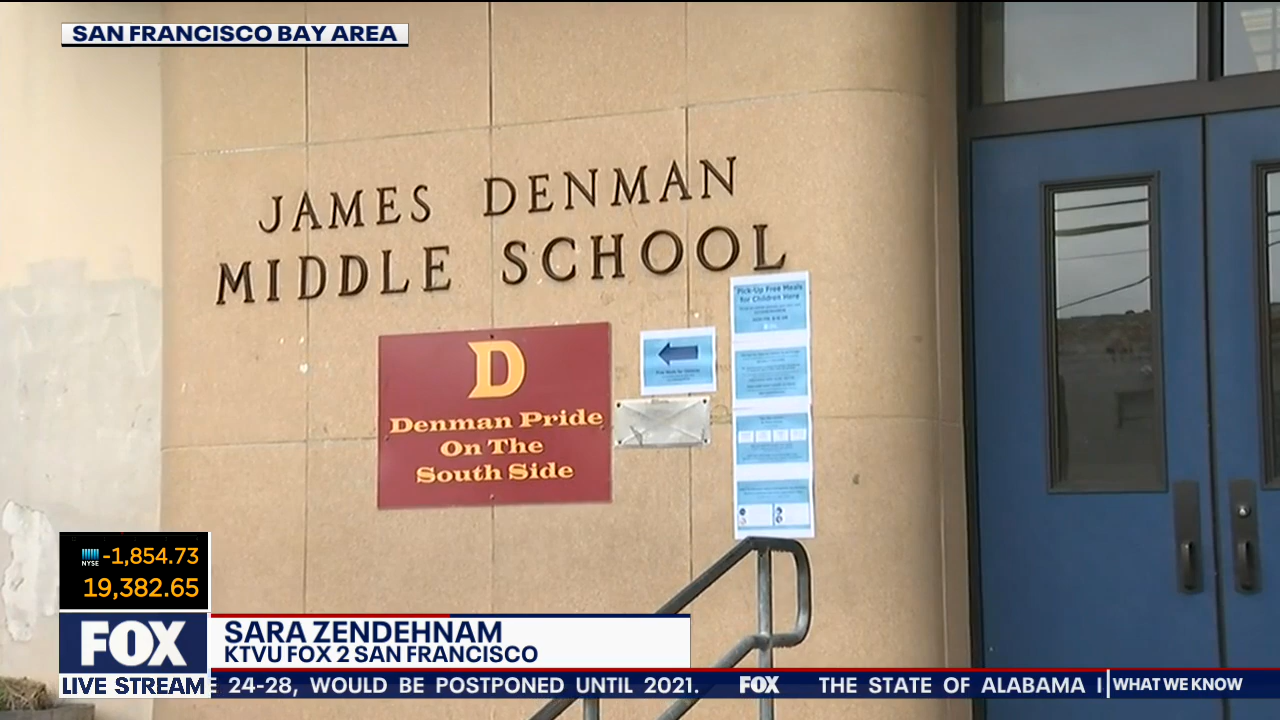 SAN FRANCISCO BAY AREA
JAMES DENMAN
MIDDLE SCHOOL
Pick-Up Free Meals
for Children Here
D
Denman Pride
On The
South Side
NYSE
-1,854.73
19,382.65
FOX
LIVE STREAM
SARA ZENDEHNAM
KTVU FOX 2 SAN FRANCISCO
E 24-28, WOULD BE POSTPONED UNTIL 2021. FOX THE STATE OF ALABAMA I
WHAT WE KNOW